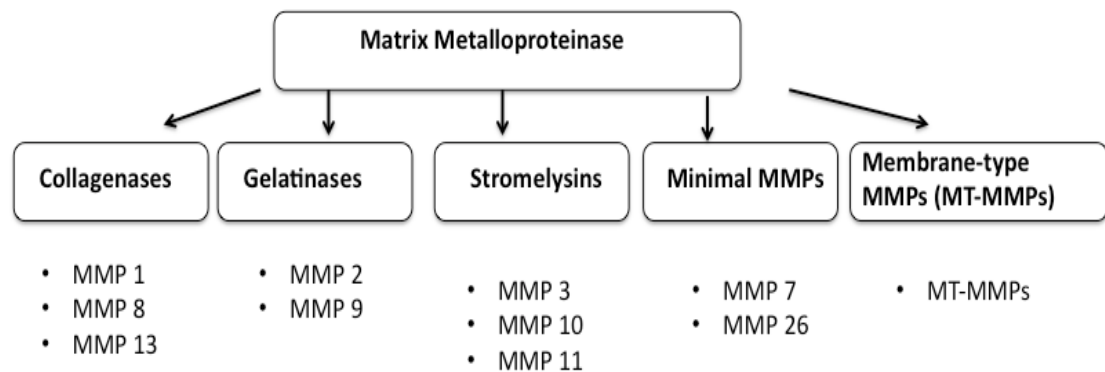 Matrix Metalloproteinase
Collagenases
Gelatinases
Stromelysins
Minimal MMPs
Membrane-type
MMPs (MT-MMPs)
• MMP 1
• MMP 8
• MMP 13
• MMP 2
• MMP 9
• MMP 3
• MMP 10
• MMP 11
• MMP 7
• MMP 26
• MT-MMPs